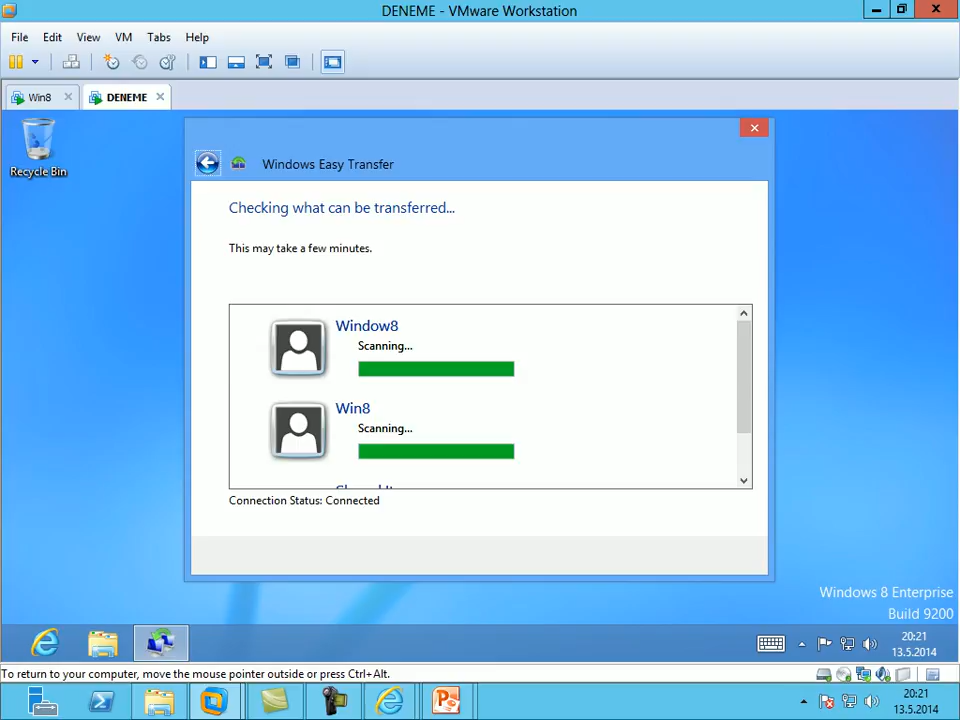 DENEME - VMware Workstation
File Edit View VM Tabs Help
Win8 DENEME
Recycle Bin
Windows Easy Transfer
Checking what can be transferred...
This may take a few minutes.
Window8
Scanning...
Win8
Scanning...
Connection Status: Connected
Windows 8 Enterprise
Build 9200
20:21
13.5.2014
To return to your computer, move the mouse pointer outside or press Ctrl+Alt.
20:21
13.5.2014